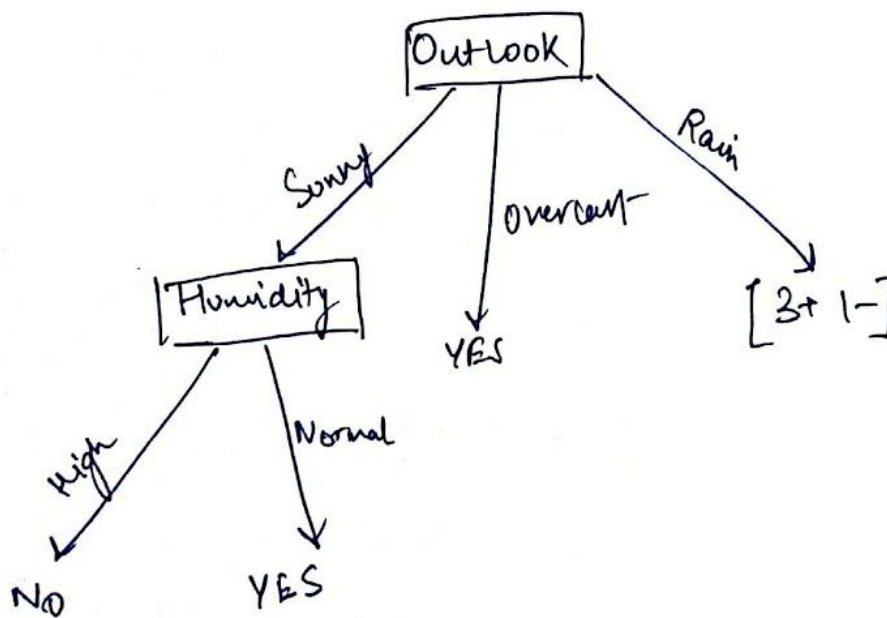 Outlook
Sunny
Overcast
Rain
Humidity
YES
[3+ 1-]
High
Normal
NO
YES